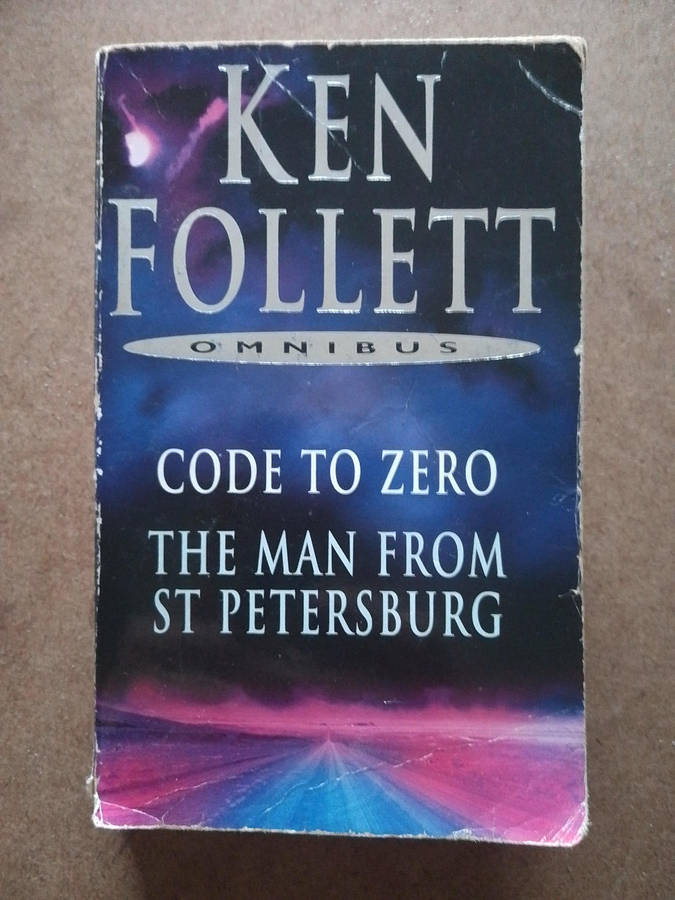 KEN
FOLLETT
OMNIBUS
CODE TO ZERO
THE MAN FROM
ST PETERSBURG